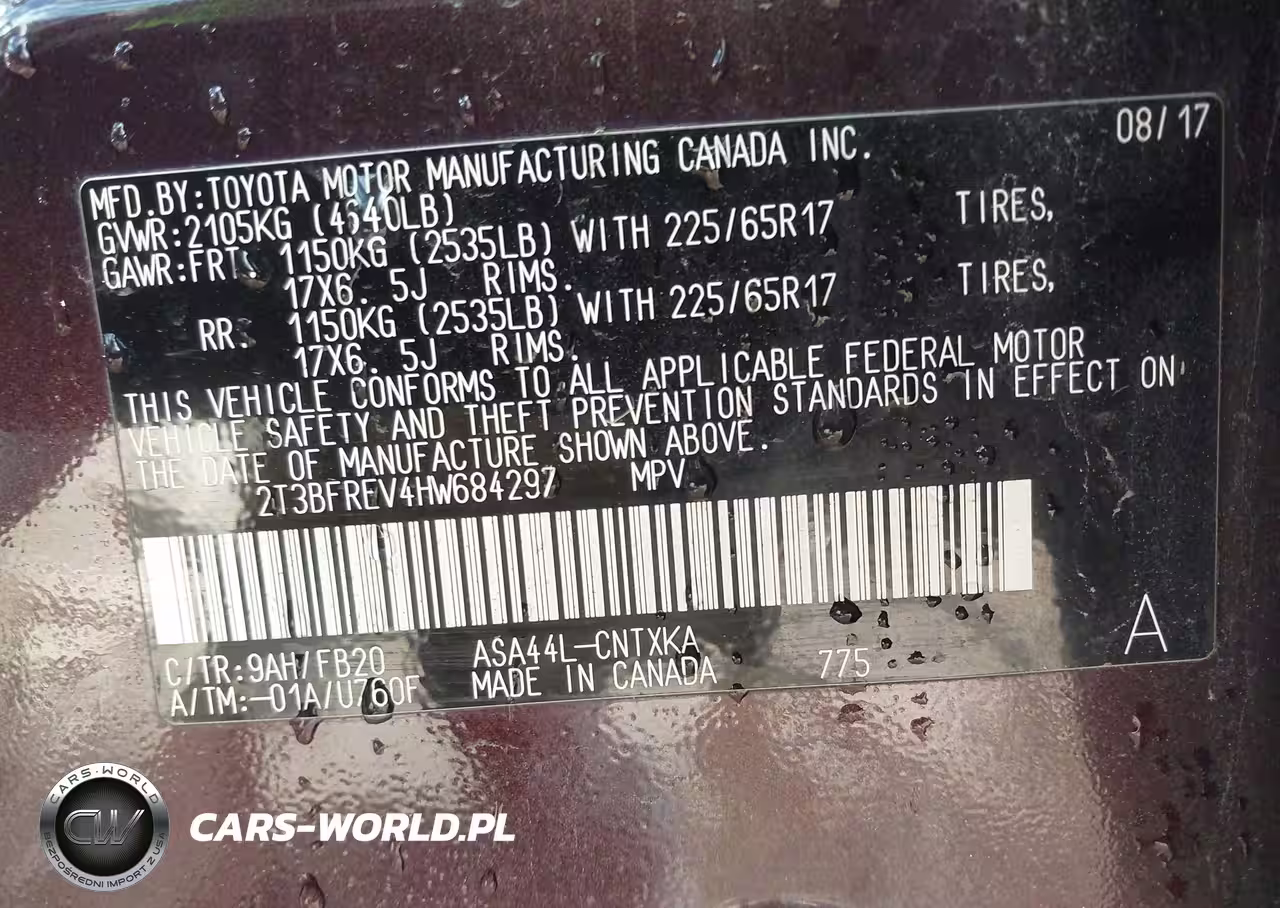 08/17
MFD.BY:TOYOTA MOTOR MANUFACTURING CANADA INC.
GVWR:2105KG (4640LB)
GAWR:FRT. 1150KG (2535LB) WITH 225/65R17 TIRES,
17X6.5J RIMS.
RR. 1150KG (2535LB) WITH 225/65R17 TIRES,
17X6.5J RIMS.
THIS VEHICLE CONFORMS TO ALL APPLICABLE FEDERAL MOTOR
VEHICLE SAFETY AND THEFT PREVENTION STANDARDS IN EFFECT ON
THE DATE OF MANUFACTURE SHOWN ABOVE.
2T3BFREV4HW684297 MPV
C/TR:9AH/FB20 ASA44L-CNTXKA
A/TM:-01A/U760F MADE IN CANADA 775
A
CARS-WORLD
CW
BEZPOŚREDNI IMPORT Z USA
CARS-WORLD.PL